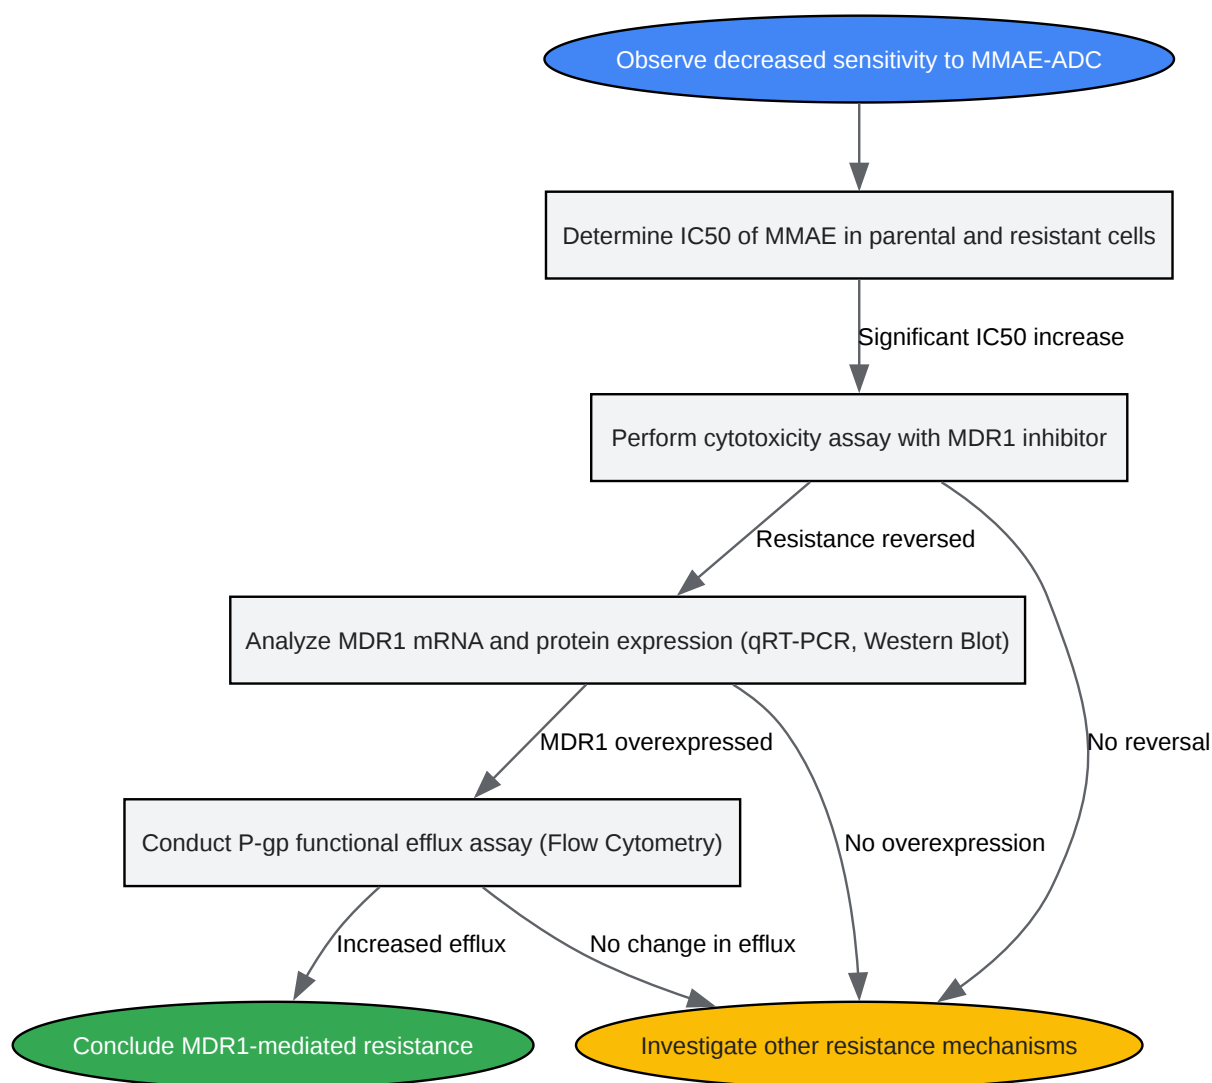 Observe decreased sensitivity to MMAE-ADC
Determine IC50 of MMAE in parental and resistant cells
Significant IC50 increase
Perform cytotoxicity assay with MDR1 inhibitor
Resistance reversed
Analyze MDR1 mRNA and protein expression (qRT-PCR, Western Blot)
MDR1 overexpressed
No reversal
Conduct P-gp functional efflux assay (Flow Cytometry)
No overexpression
Increased efflux
No change in efflux
Conclude MDR1-mediated resistance
Investigate other resistance mechanisms